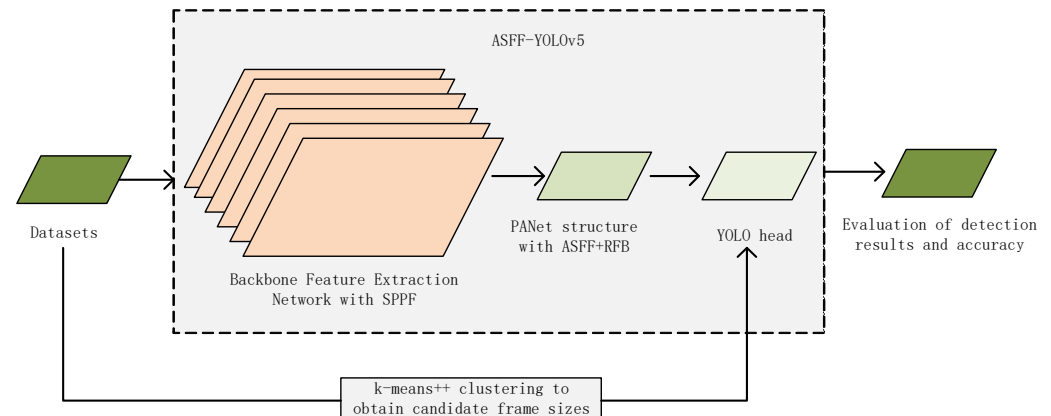 ASFF-YOLOv5
Datasets
Backbone Feature Extraction
Network with SPPF
PANet structure
with ASFF+RFB
YOLO head
Evaluation of detection
results and accuracy
k-means++ clustering to
obtain candidate frame sizes